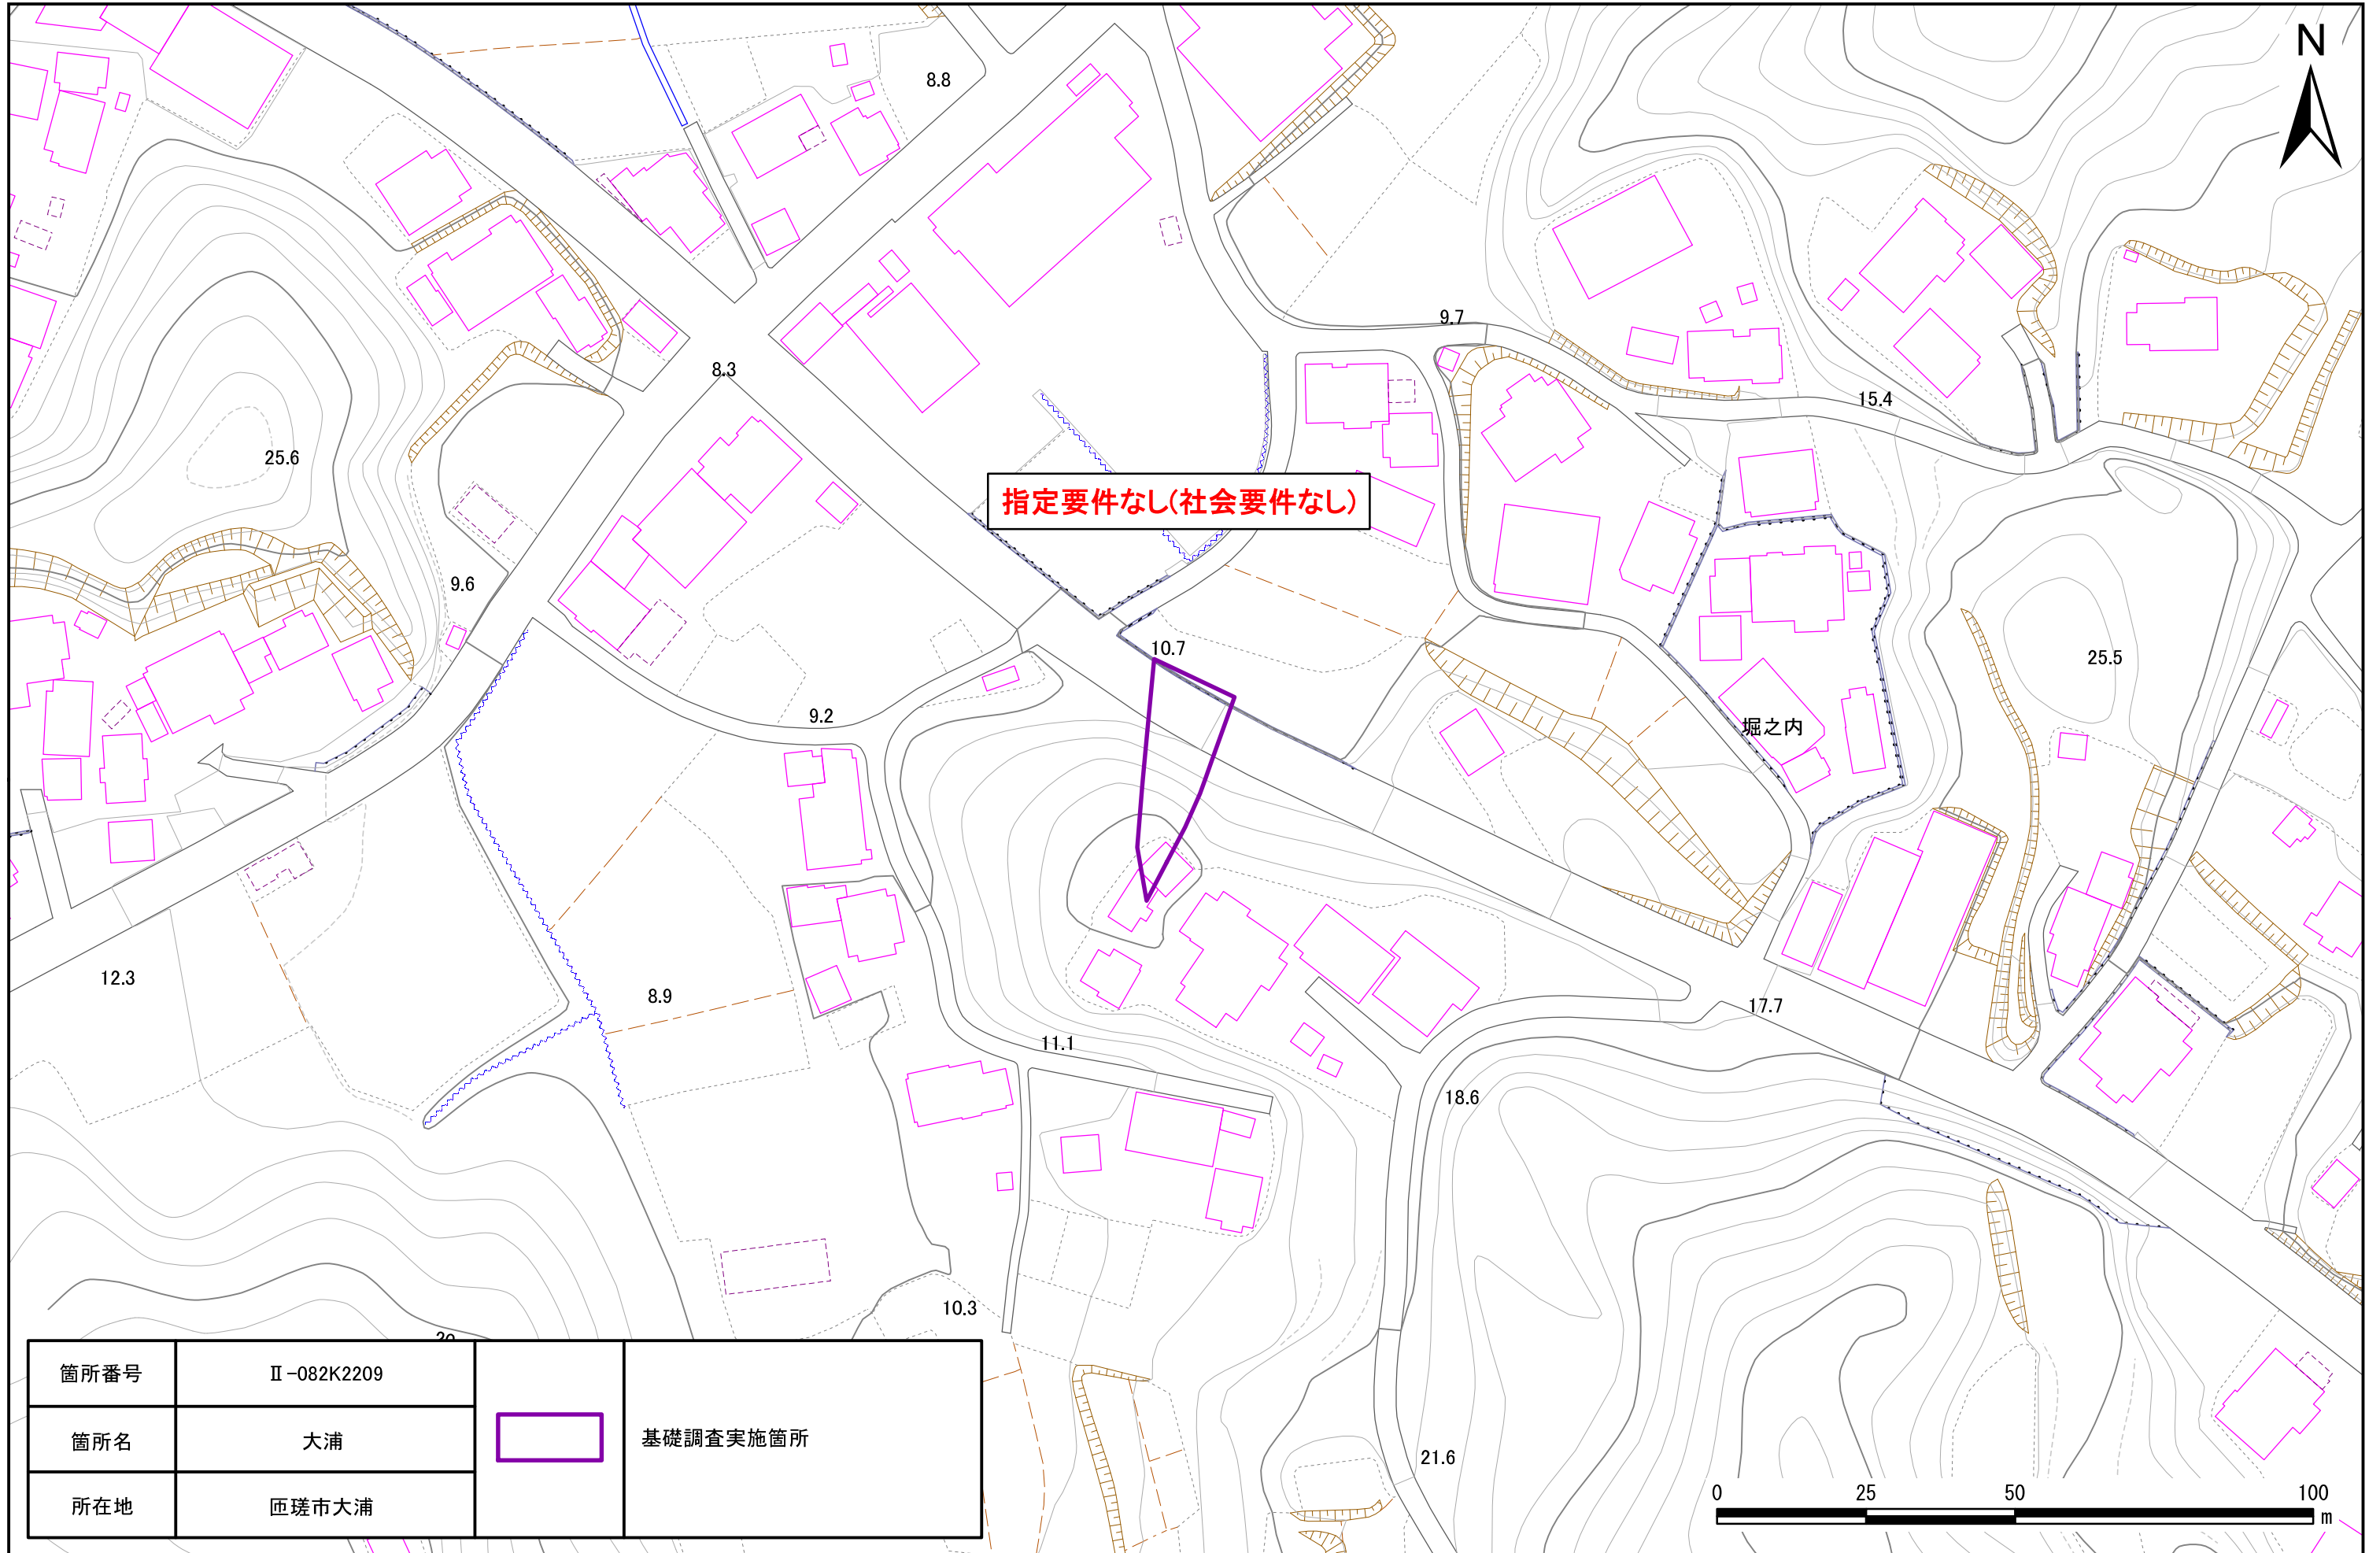 N
8.8
9.7
8.3
15.4
25.6
指定要件なし(社会要件なし)
9.6
10.7
25.5
9.2
堀之内
12.3
8.9
17.7
11.1
18.6
10.3
21.6
箇所番号 Ⅱ-082K2209
箇所名 大浦
所在地 匝瑳市大浦
基礎調査実施箇所
0 25 50 100
m